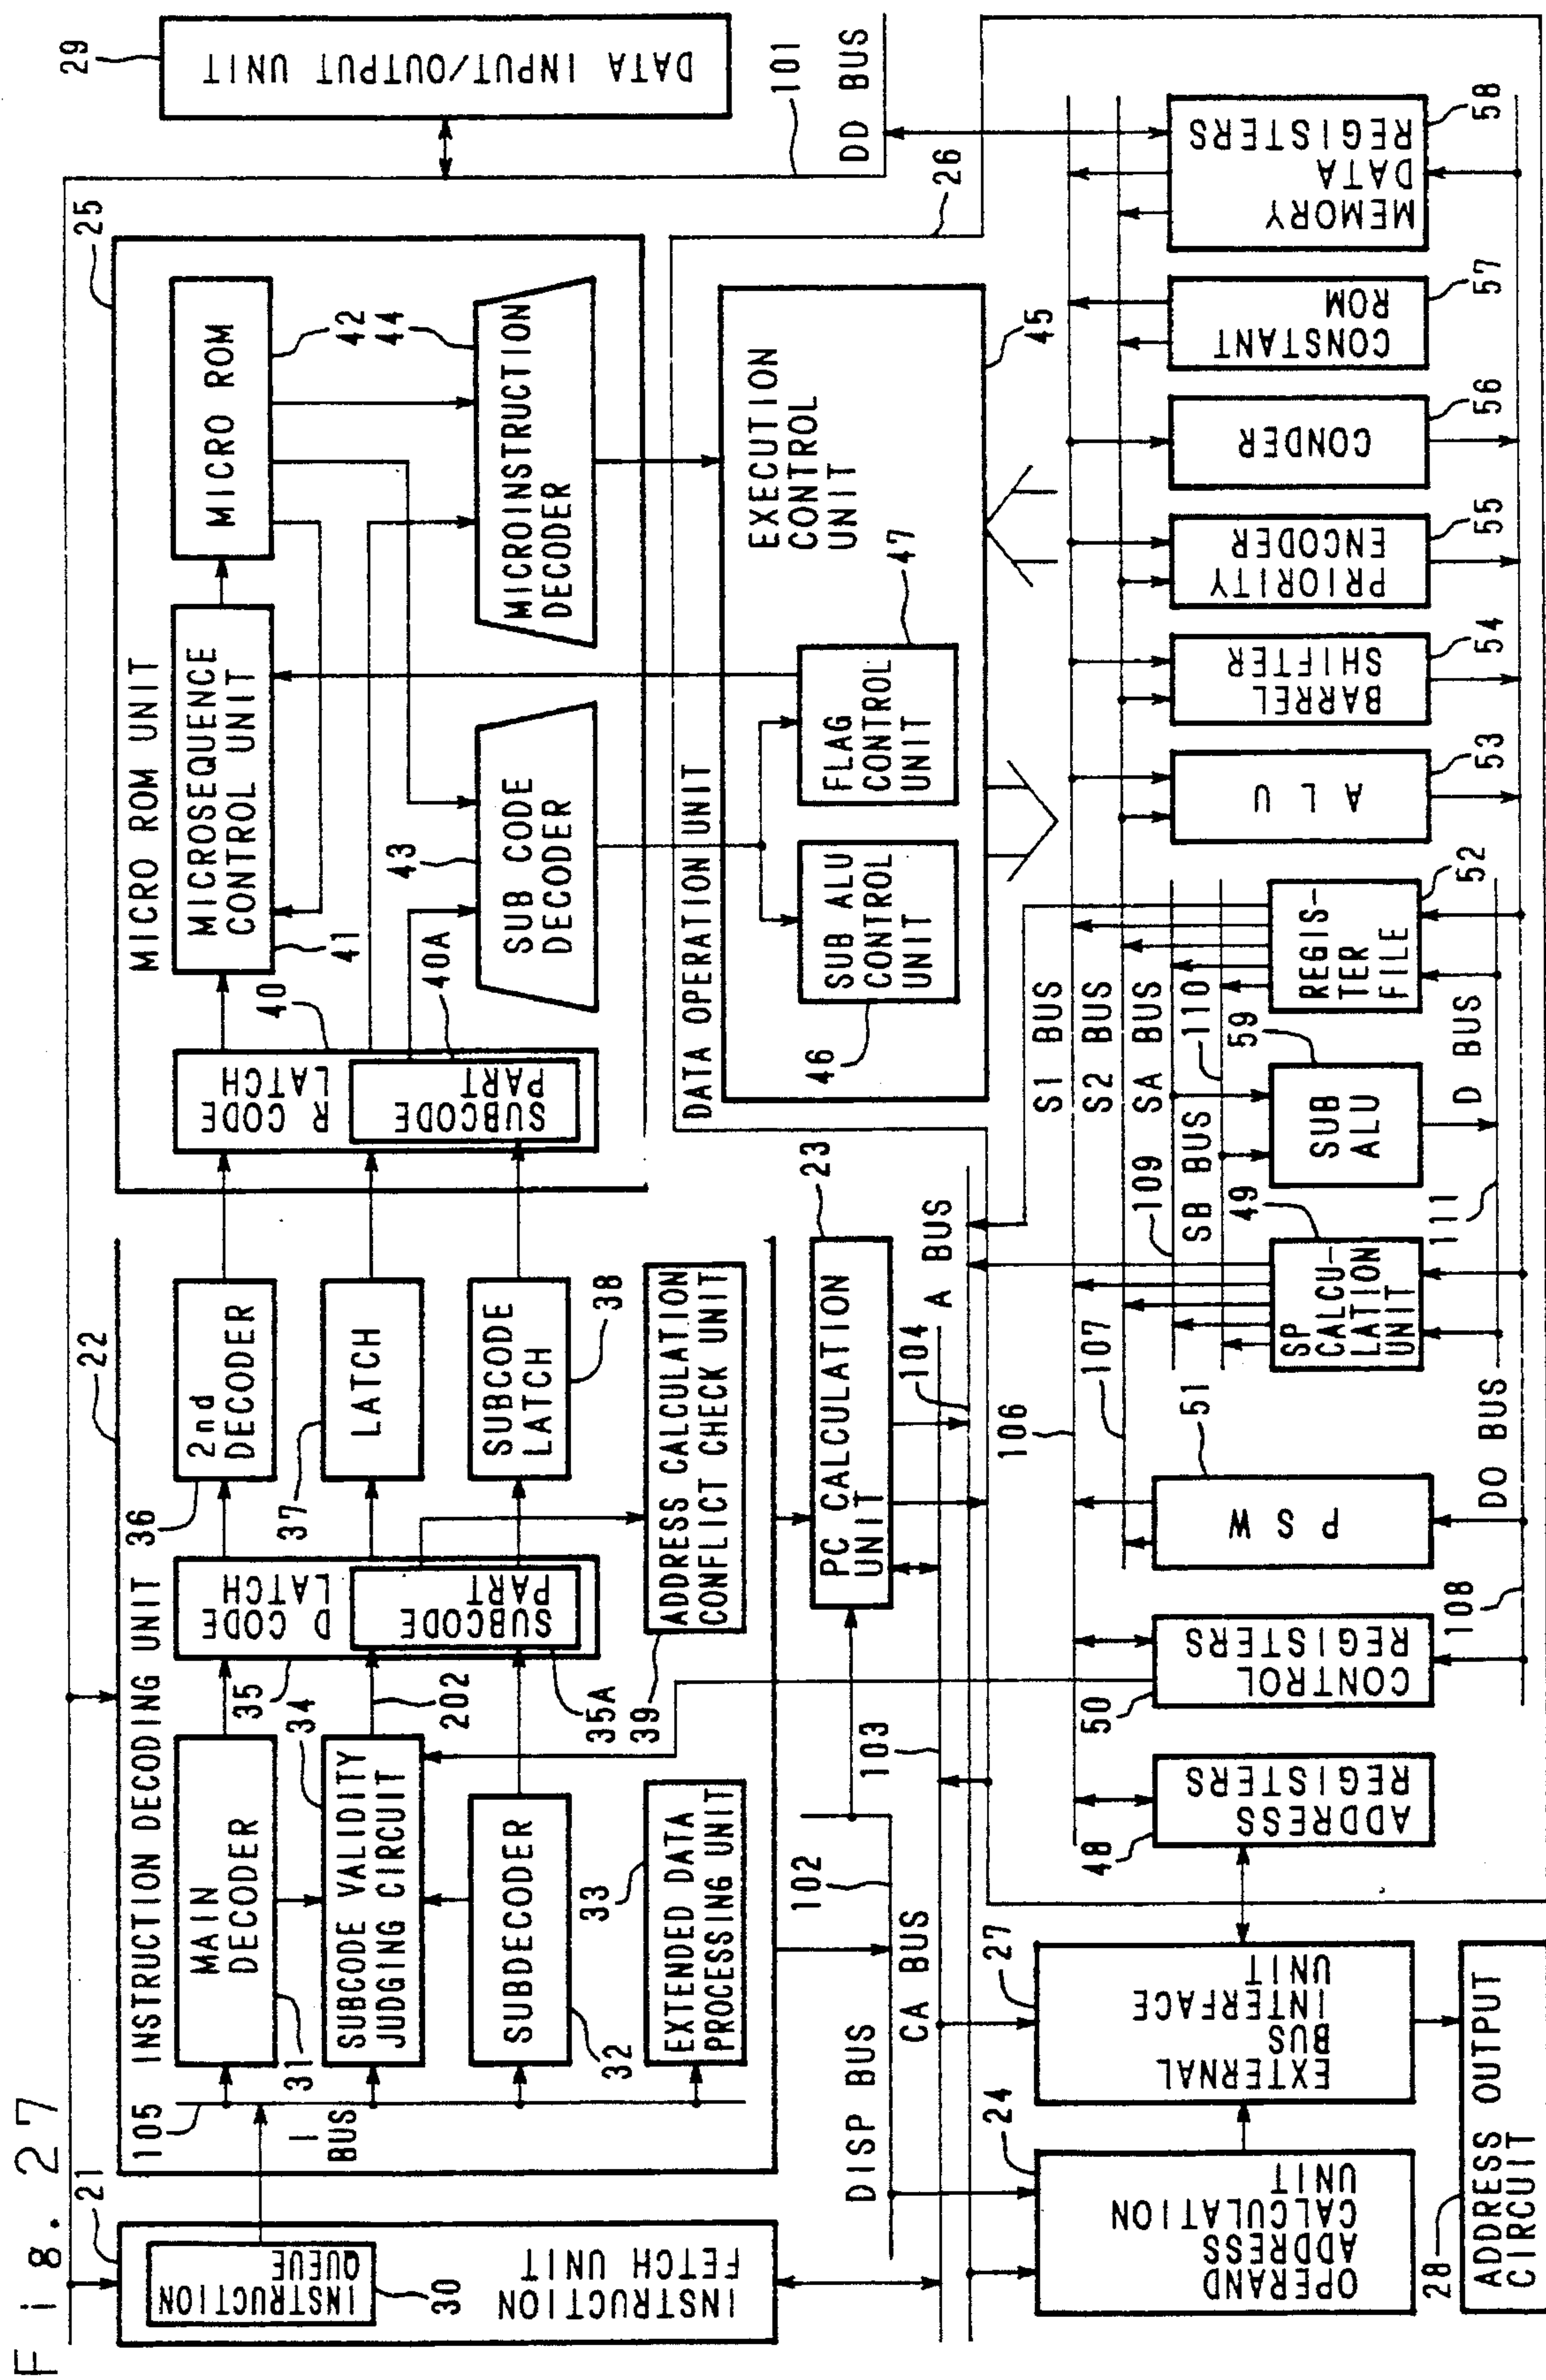 Fig. 27
21
INSTRUCTION
QUEUE
30
INSTRUCTION
FETCH UNIT
22
INSTRUCTION DECODING UNIT
105
I
BUS
MAIN
DECODER
31
34
SUBCODE VALIDITY
JUDGING CIRCUIT
SUBDECODER
32
33
EXTENDED DATA
PROCESSING UNIT
202
D CODE
LATCH
35
SUBCODE
PART
35A
36
2nd
DECODER
37
LATCH
SUBCODE
LATCH
38
39
ADDRESS CALCULATION
CONFLICT CHECK UNIT
25
MICRO ROM UNIT
40
R CODE
LATCH
SUBCODE
PART
40A
41
MICROSEQUENCE
CONTROL UNIT
MICRO ROM
42
43
SUB CODE
DECODER
44
MICROINSTRUCTION
DECODER
29
DATA INPUT/OUTPUT UNIT
101
DD BUS
26
DATA OPERATION UNIT
EXECUTION
CONTROL
UNIT
45
46
SUB ALU
CONTROL
UNIT
47
FLAG
CONTROL
UNIT
23
PC CALCULATION
UNIT
DISP BUS
102
CA BUS
103
104
A BUS
24
OPERAND
ADDRESS
CALCULATION
UNIT
27
EXTERNAL
BUS
INTERFACE
UNIT
28
ADDRESS OUTPUT
CIRCUIT
S1 BUS
106
S2 BUS
107
SA BUS
109
SB BUS
110
D BUS
111
DO BUS
108
48
ADDRESS
REGISTERS
50
CONTROL
REGISTERS
51
PSW
49
SP
CALCU-
LATION
UNIT
59
SUB
ALU
52
REGIS-
TER
FILE
53
ALU
54
BARREL
SHIFTER
55
PRIORITY
ENCODER
56
CONDER
57
CONSTANT
ROM
58
MEMORY
DATA
REGISTERS